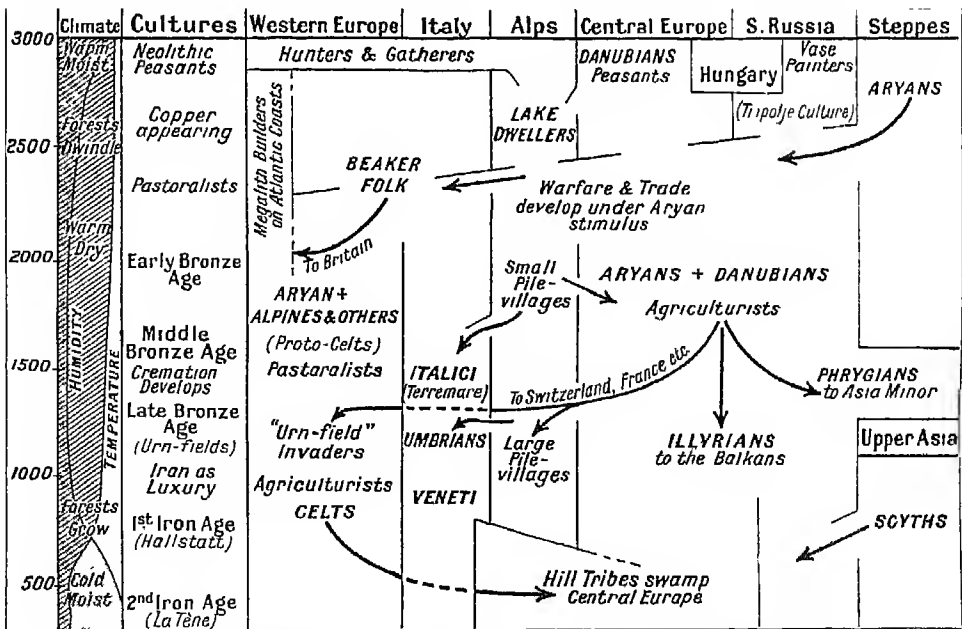 Climate
Cultures
Western Europe
Italy
Alps
Central Europe
S. Russia
Steppes
3000
2500
2000
1500
1000
500
Warm
Moist
Forests
Dwindle
Warm
Dry
HUMIDITY
TEMPERATURE
Forests
Grow
Cold
Moist
Neolithic
Peasants
Copper
appearing
Pastoralists
Early Bronze
Age
Middle
Bronze Age
Cremation
Develops
Late Bronze
Age
(Urn-fields)
Iron as
Luxury
1st Iron Age
(Hallstatt)
2nd Iron Age
(La Tène)
Hunters & Gatherers
Megalith Builders
on Atlantic Coasts
BEAKER
FOLK
To Britain
ARYAN +
ALPINES & OTHERS
(Proto-Celts)
Pastoralists
"Urn-field"
Invaders
Agriculturists
CELTS
ITALICI
(Terremare)
UMBRIANS
VENETI
LAKE
DWELLERS
Small
Pile-
villages
Large
Pile-
villages
DANUBIANS
Peasants
Hungary
Vase
Painters
(Tripolje Culture)
ARYANS
Warfare & Trade
develop under Aryan
stimulus
ARYANS + DANUBIANS
Agriculturists
To Switzerland, France etc.
PHRYGIANS
to Asia Minor
ILLYRIANS
to the Balkans
Upper Asia
SCYTHS
Hill Tribes swamp
Central Europe